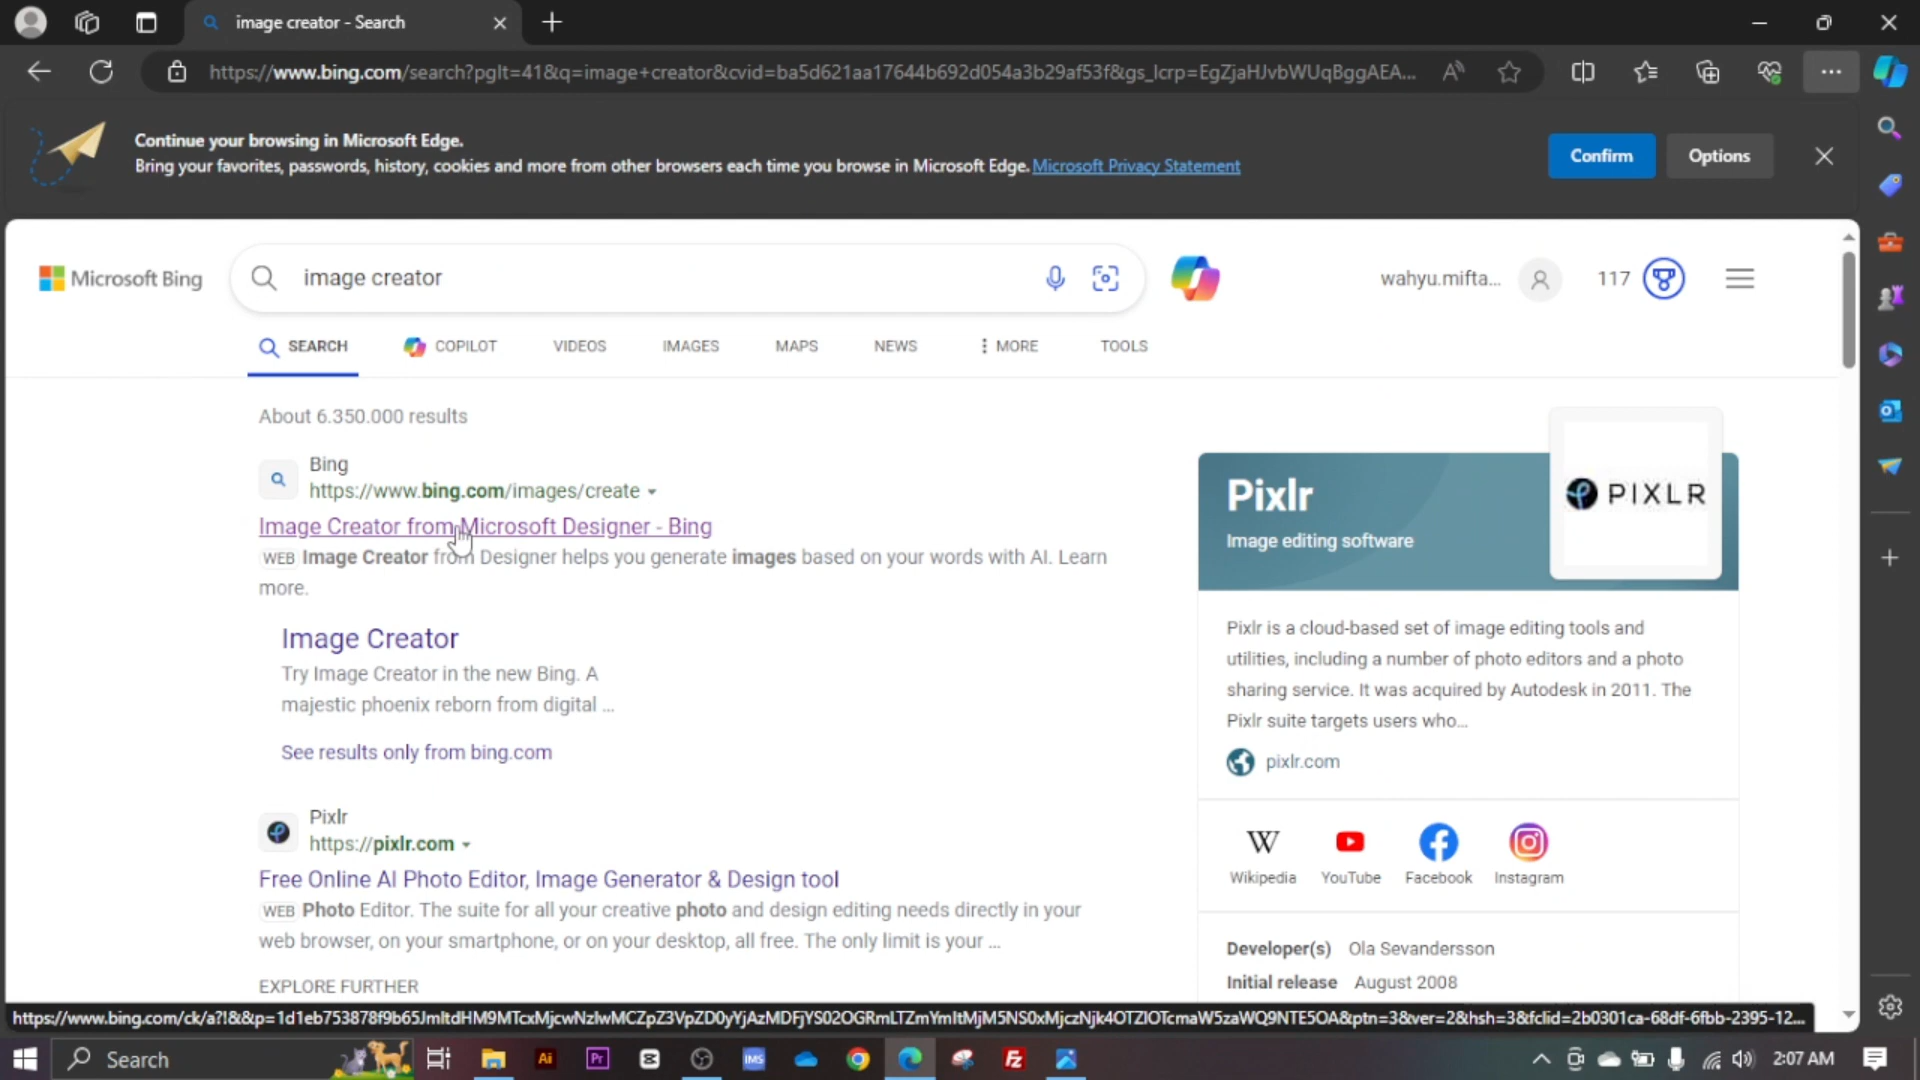 image creator - Search
https://www.bing.com/search?pglt=41&q=image+creator&cvid=ba5d621aa17644b692d054a3b29af53f&gs_lcrp=EgZjaHJvbWUqBggAEA...
Continue your browsing in Microsoft Edge.
Bring your favorites, passwords, history, cookies and more from other browsers each time you browse in Microsoft Edge. Microsoft Privacy Statement
Confirm
Options
Microsoft Bing
image creator
wahyu.mifta...
117
SEARCH
COPILOT
VIDEOS
IMAGES
MAPS
NEWS
MORE
TOOLS
About 6.350.000 results
Bing
https://www.bing.com/images/create
Image Creator from Microsoft Designer - Bing
WEB Image Creator from Designer helps you generate images based on your words with AI. Learn
more.
Image Creator
Try Image Creator in the new Bing. A
majestic phoenix reborn from digital ...
See results only from bing.com
Pixlr
https://pixlr.com
Free Online AI Photo Editor, Image Generator & Design tool
WEB Photo Editor. The suite for all your creative photo and design editing needs directly in your
web browser, on your smartphone, or on your desktop, all free. The only limit is your ...
EXPLORE FURTHER
Pixlr
Image editing software
PIXLR
Pixlr is a cloud-based set of image editing tools and
utilities, including a number of photo editors and a photo
sharing service. It was acquired by Autodesk in 2011. The
Pixlr suite targets users who...
pixlr.com
W
Wikipedia
YouTube
Facebook
Instagram
Developer(s) Ola Sevandersson
Initial release August 2008
Search
Ai
Pr
IMS
Fz
2:07 AM